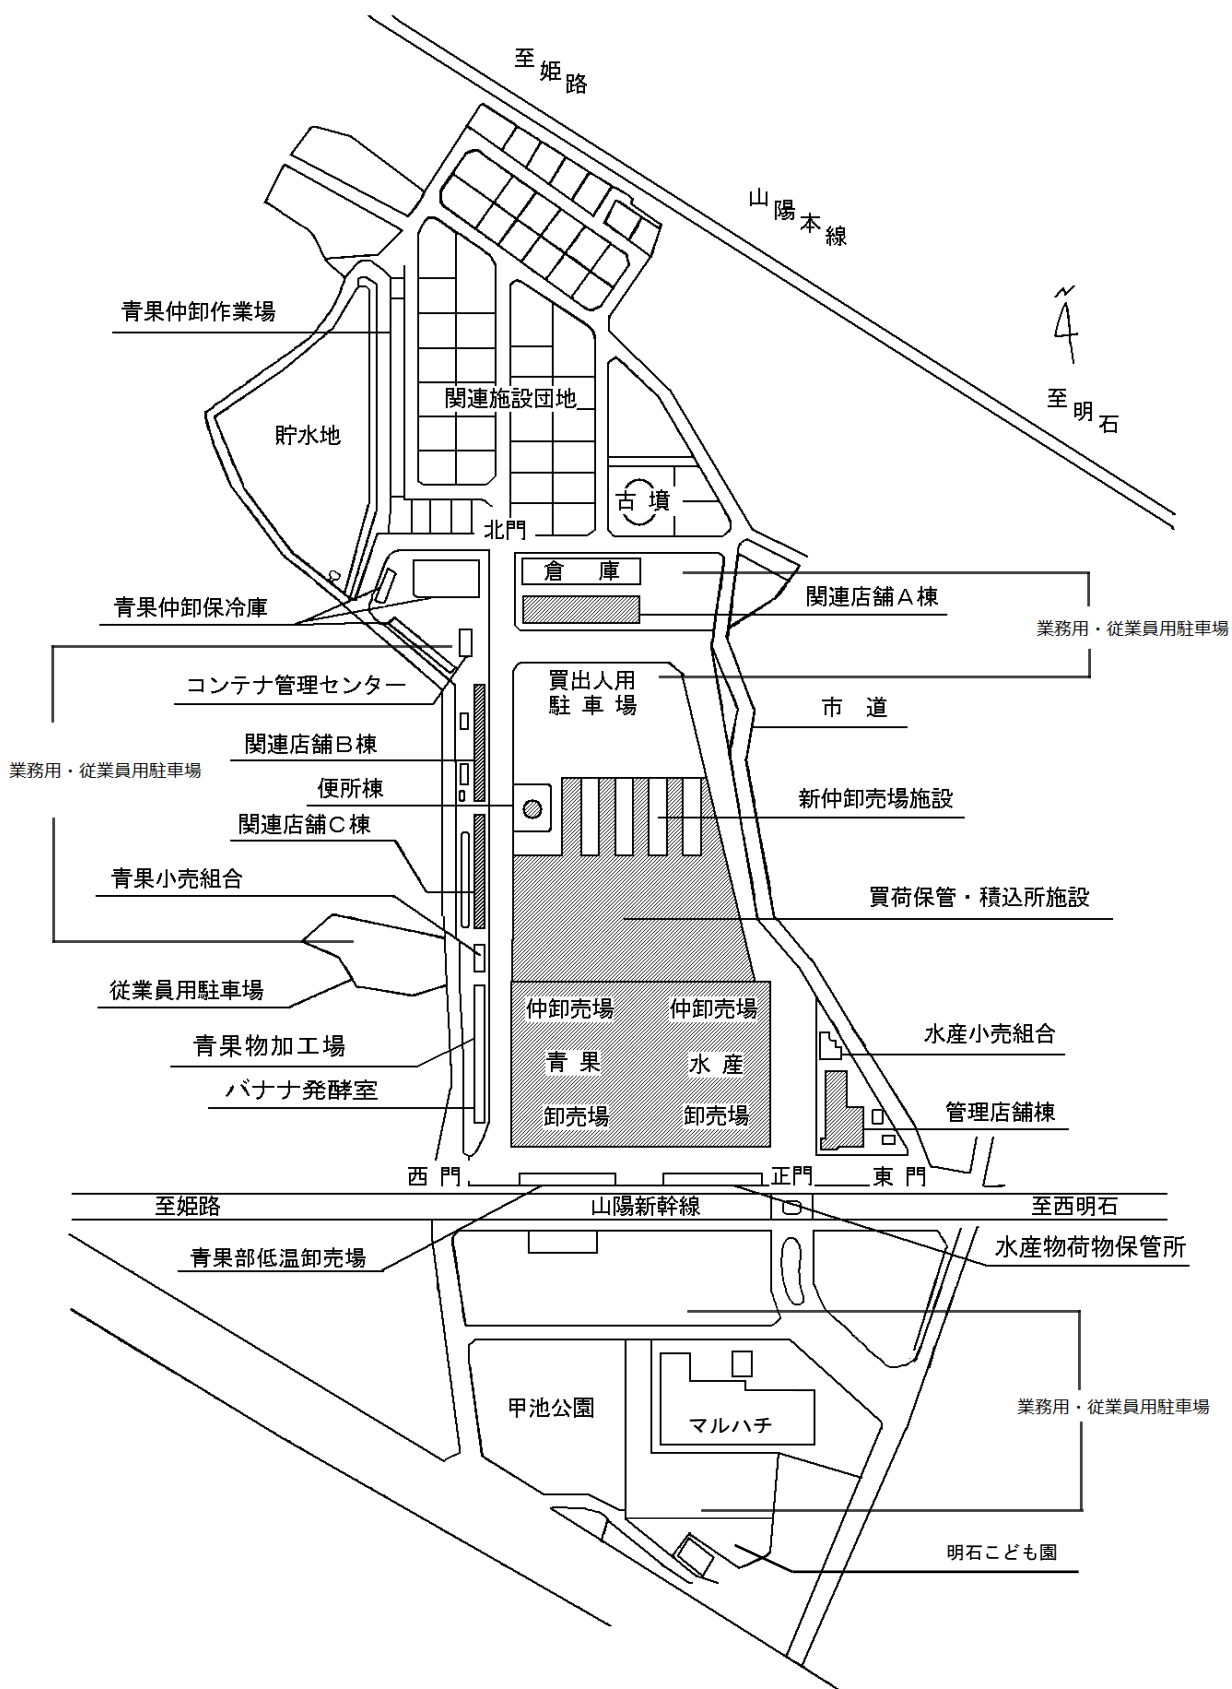 至姫路
山陽本線
青果仲卸作業場
至明石
関連施設団地
貯水地
古墳
北門
倉庫
関連店舗A棟
青果仲卸保冷庫
業務用・従業員用駐車場
コンテナ管理センター
買出人用
駐車場
市道
関連店舗B棟
業務用・従業員用駐車場
便所棟
新仲卸売場施設
関連店舗C棟
青果小売組合
買荷保管・積込所施設
従業員用駐車場
仲卸売場
仲卸売場
青果物加工場
青果
水産
水産小売組合
バナナ発酵室
卸売場
卸売場
管理店舗棟
西門
正門
東門
至姫路
山陽新幹線
至西明石
青果部低温卸売場
水産物荷物保管所
甲池公園
マルハチ
業務用・従業員用駐車場
明石こども園